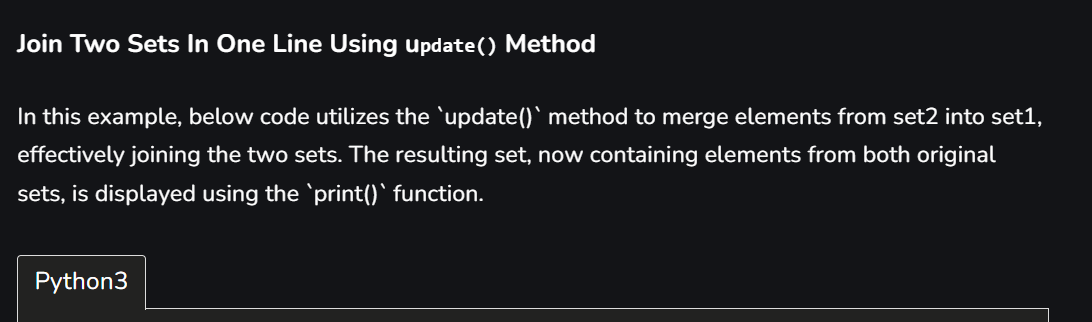 Join Two Sets In One Line Using update() Method
In this example, below code utilizes the `update()` method to merge elements from set2 into set1,
effectively joining the two sets. The resulting set, now containing elements from both original
sets, is displayed using the `print()` function.
Python3